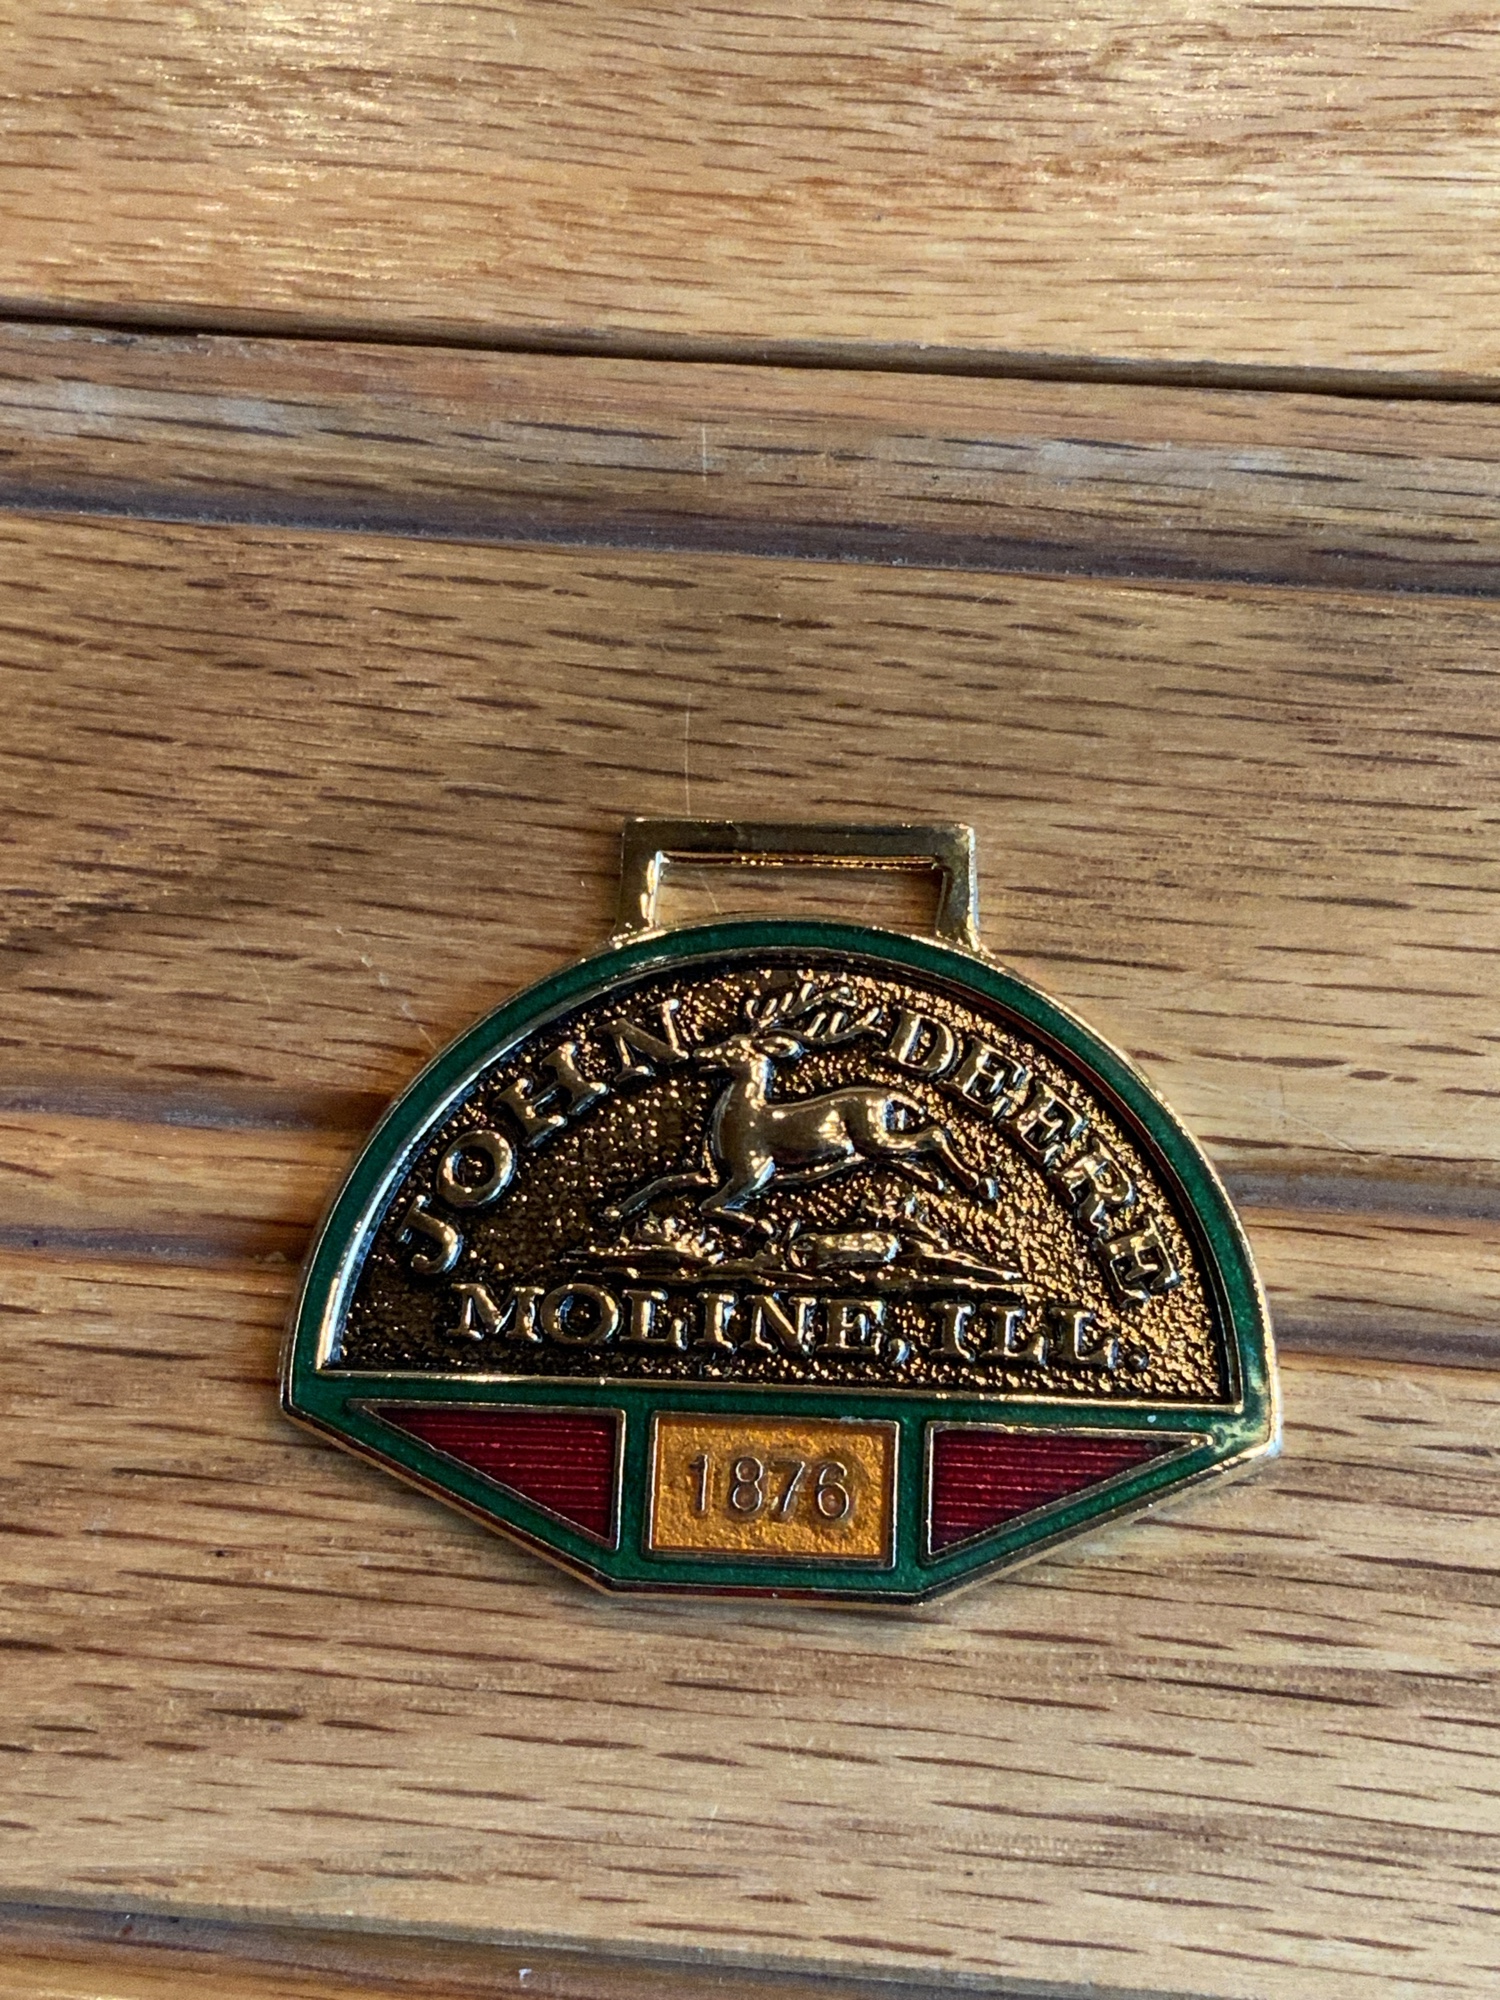 JOHN DEERE
MOLINE, ILL.
1876